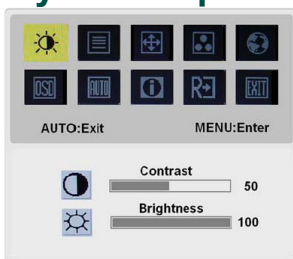 OSD AUTO EXIT
AUTO:Exit MENU:Enter
Contrast
50
Brightness
100